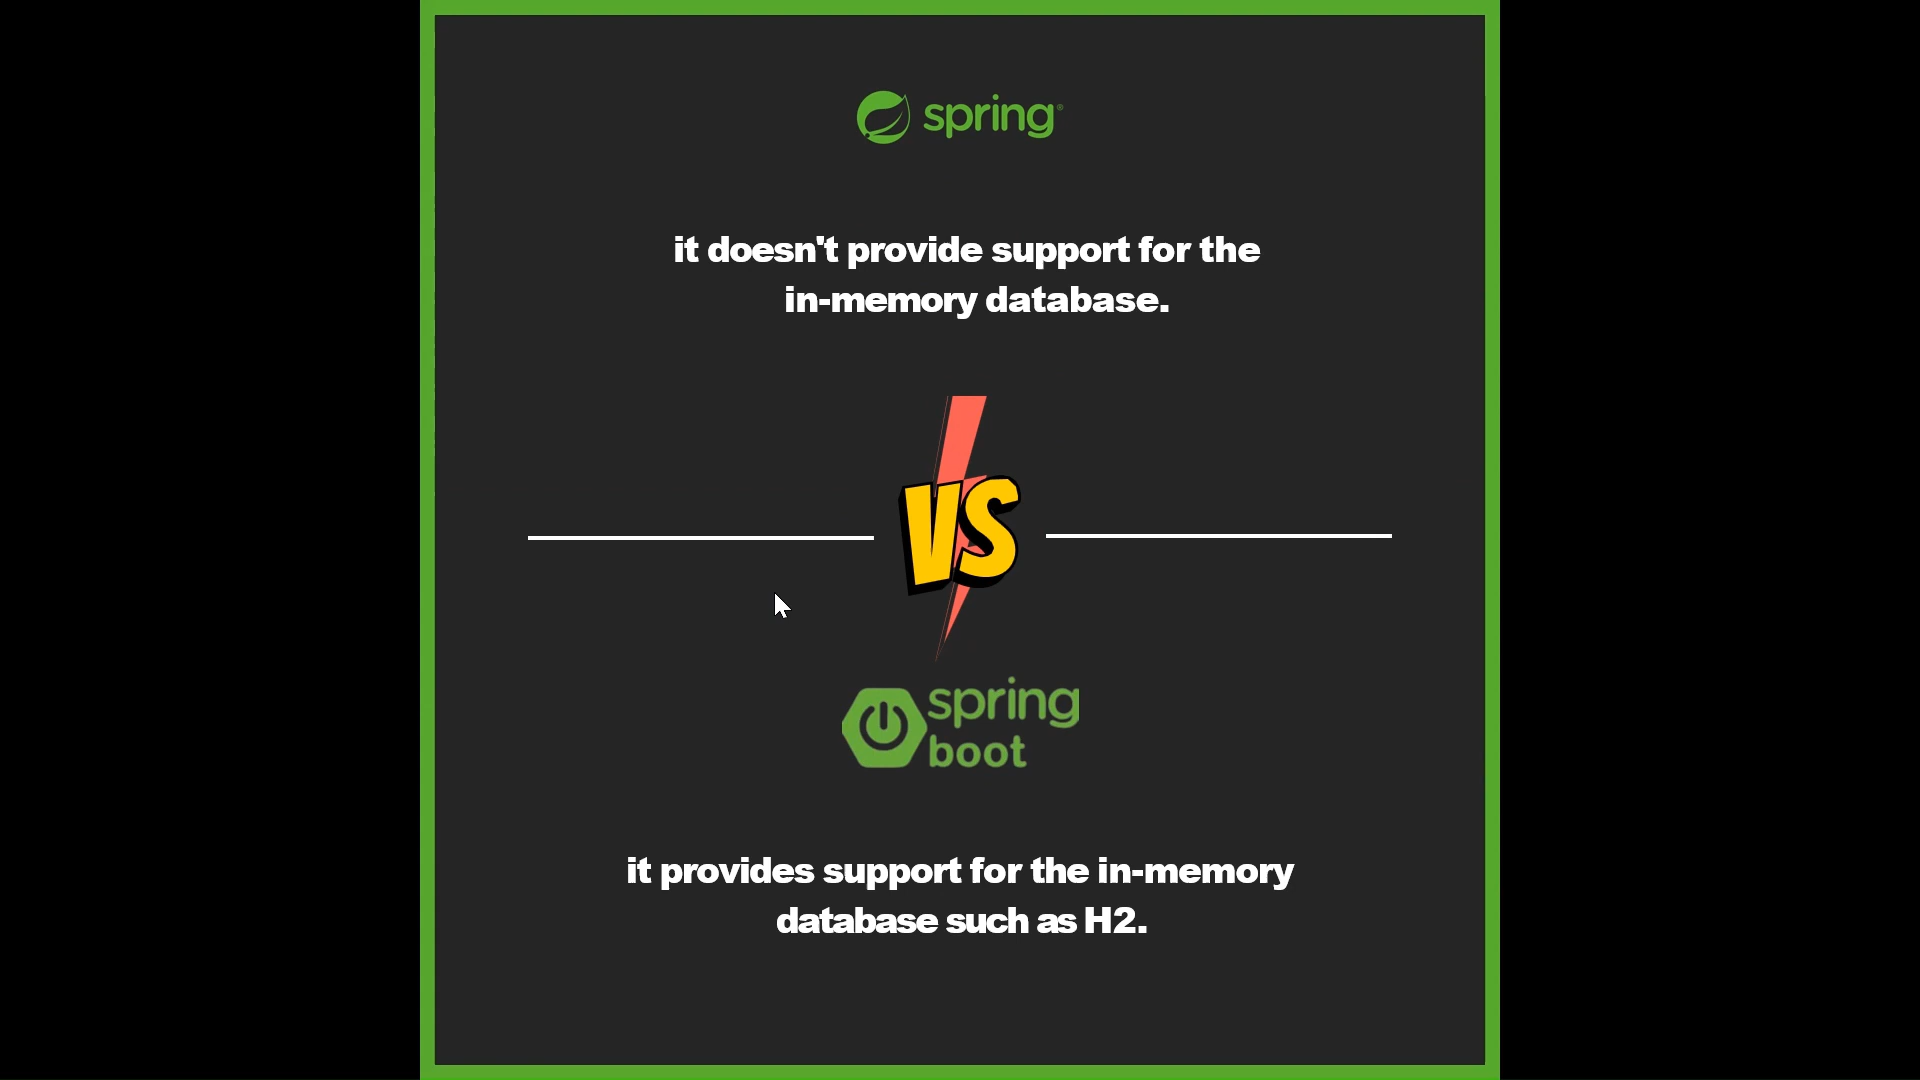 spring
it doesn't provide support for the
in-memory database.
VS
spring
boot
it provides support for the in-memory
database such as H2.